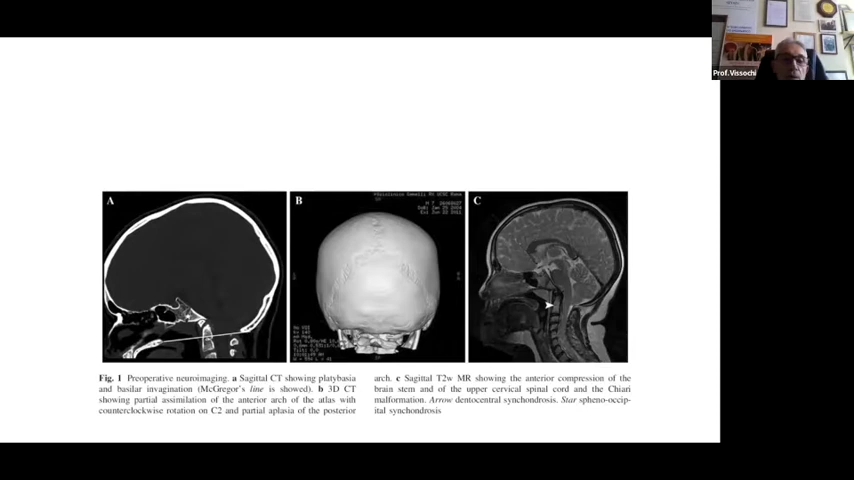 Prof.Vissochi
A
B
C
Fig. 1 Preoperative neuroimaging. a Sagittal CT showing platybasia
and basilar invagination (McGregor's line is showed). b 3D CT
showing partial assimilation of the anterior arch of the atlas with
counterclockwise rotation on C2 and partial aplasia of the posterior
arch. c Sagittal T2w MR showing the anterior compression of the
brain stem and of the upper cervical spinal cord and the Chiari
malformation. Arrow dentocentral synchondrosis. Star spheno-occip-
ital synchondrosis